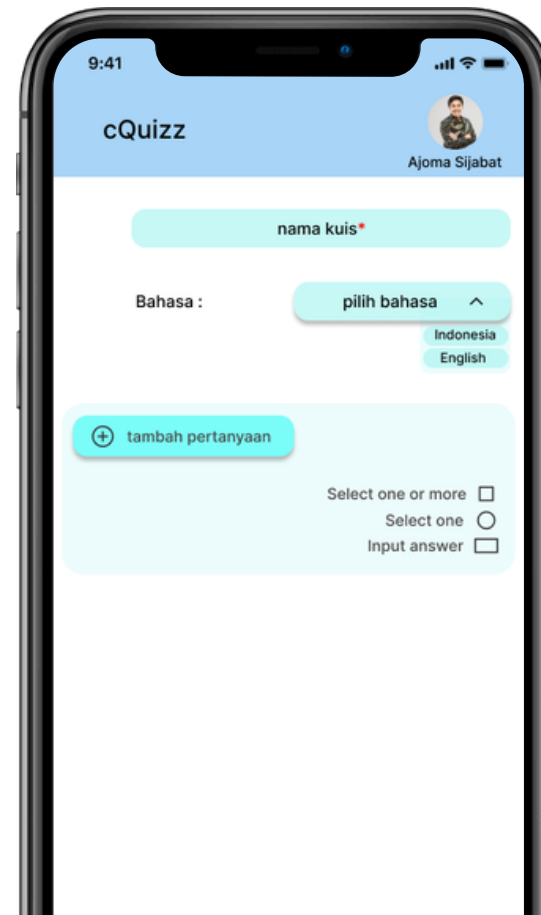 9:41
cQuizz
Ajoma Sijabat
nama kuis*
Bahasa :
pilih bahasa
Indonesia
English
tambah pertanyaan
Select one or more
Select one
Input answer